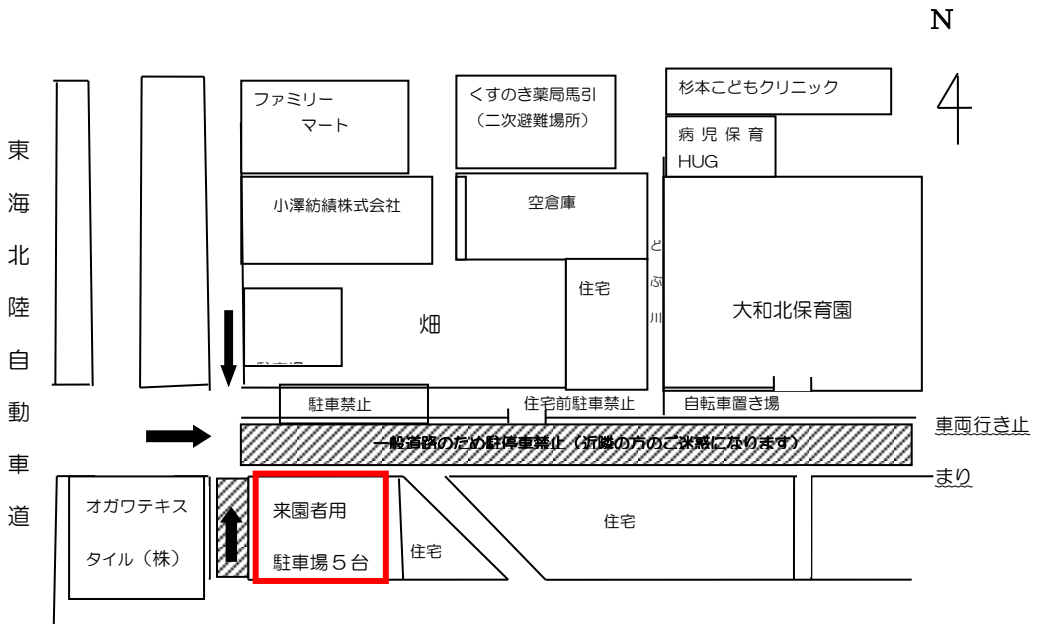 N
東海北陸自動車道
ファミリー
マート
くすのき薬局馬引
（二次避難場所）
杉本こどもクリニック
病児保育
HUG
小澤紡績株式会社
空倉庫
どぶ川
住宅
大和北保育園
畑
駐車場
駐車禁止
住宅前駐車禁止
自転車置き場
車両行き止
まり
一般道路のため駐停車禁止（近隣の方のご迷惑になります）
オガワテキス
タイル（株）
来園者用
駐車場５台
住宅
住宅